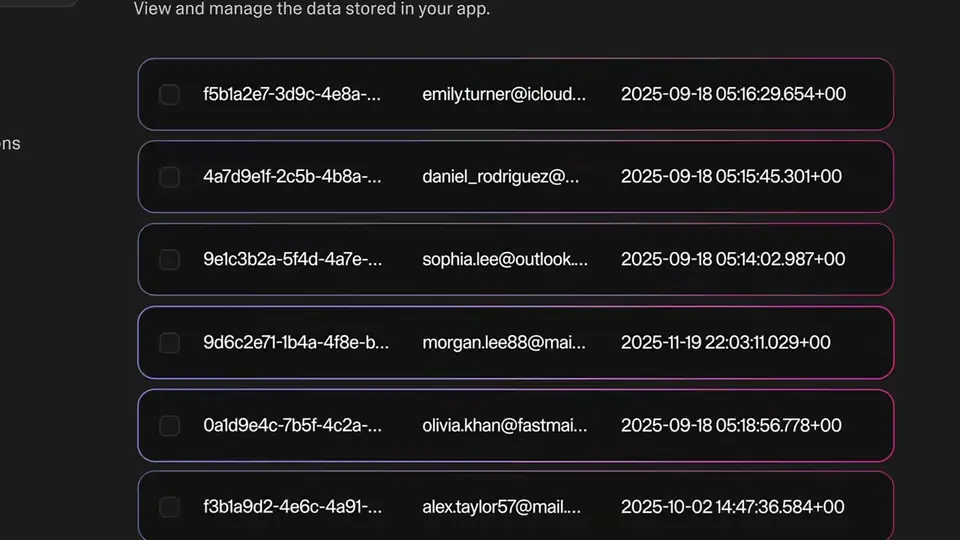 View and manage the data stored in your app.
ons
f5b1a2e7-3d9c-4e8a-... emily.turner@icloud... 2025-09-18 05:16:29.654+00
4a7d9e1f-2c5b-4b8a-... daniel_rodriguez@... 2025-09-18 05:15:45.301+00
9e1c3b2a-5f4d-4a7e-... sophia.lee@outlook.... 2025-09-18 05:14:02.987+00
9d6c2e71-1b4a-4f8e-b... morgan.lee88@mai... 2025-11-19 22:03:11.029+00
0a1d9e4c-7b5f-4c2a-... olivia.khan@fastmai... 2025-09-18 05:18:56.778+00
f3b1a9d2-4e6c-4a91-... alex.taylor57@mail.... 2025-10-02 14:47:36.584+00